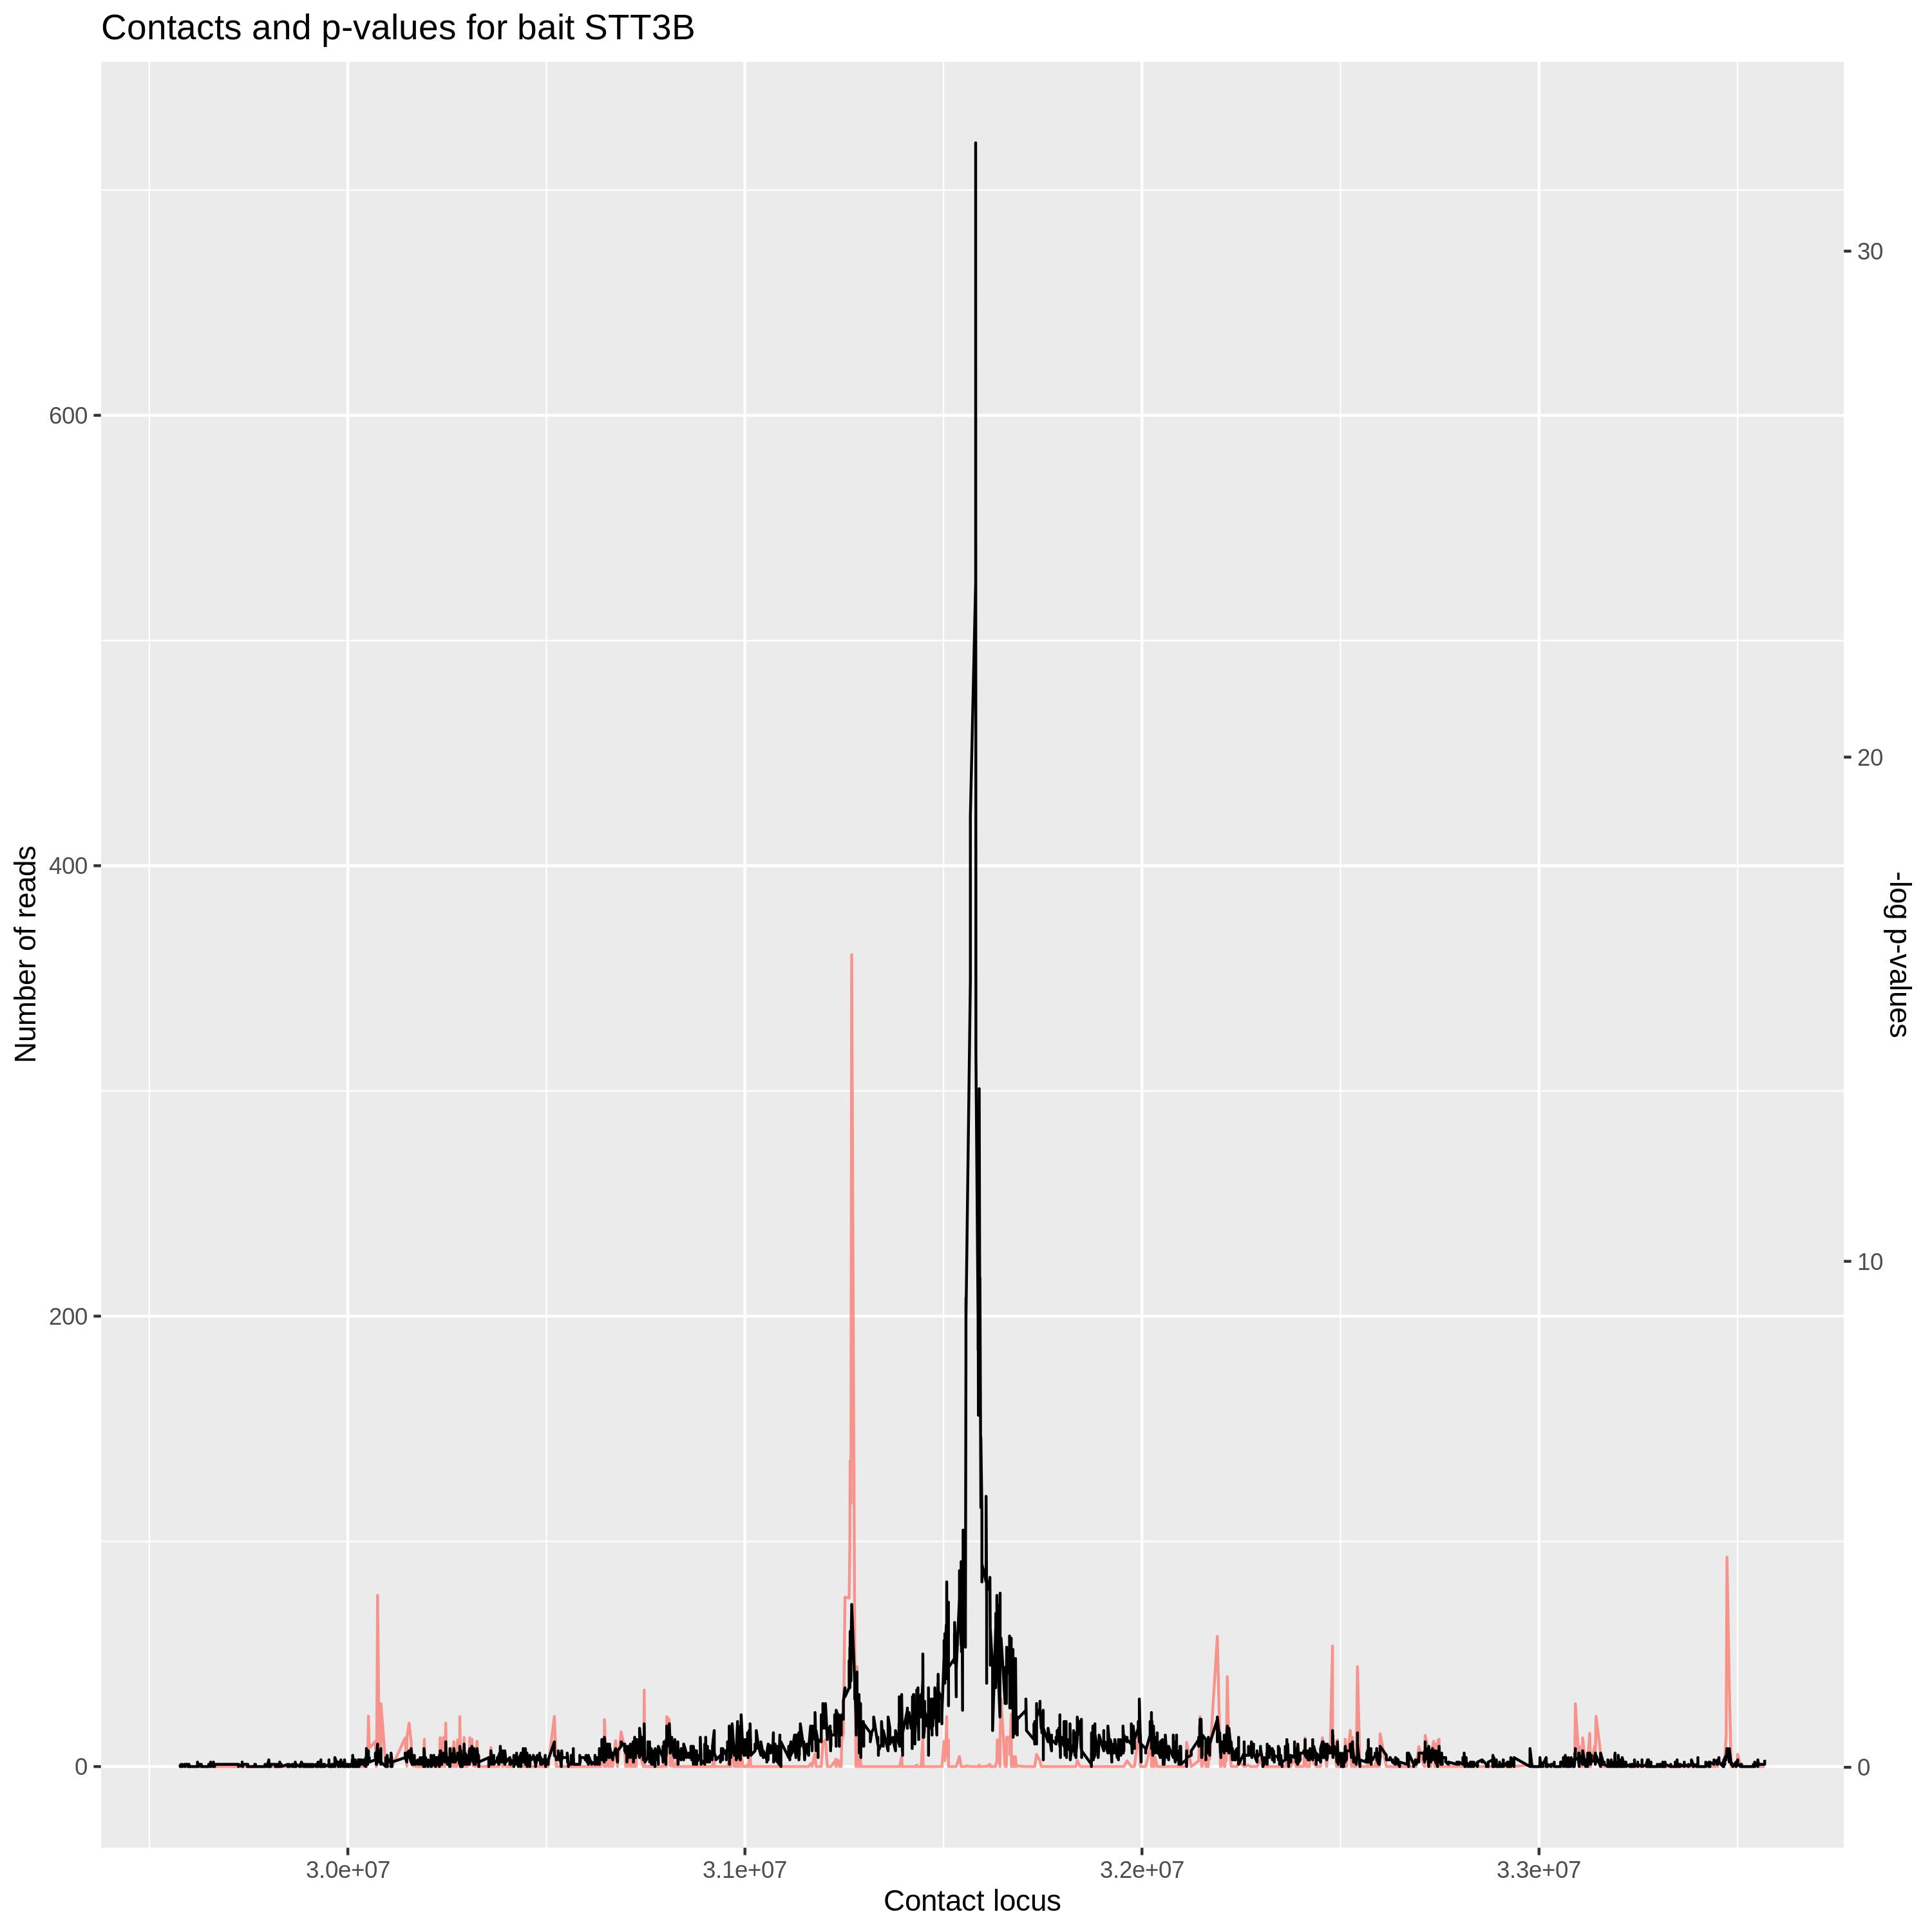 Contacts and p-values for bait STT3B
Number of reads
600
400
200
0
30
20
10
0
-log p-values
3.0e+07
3.1e+07
3.2e+07
3.3e+07
Contact locus